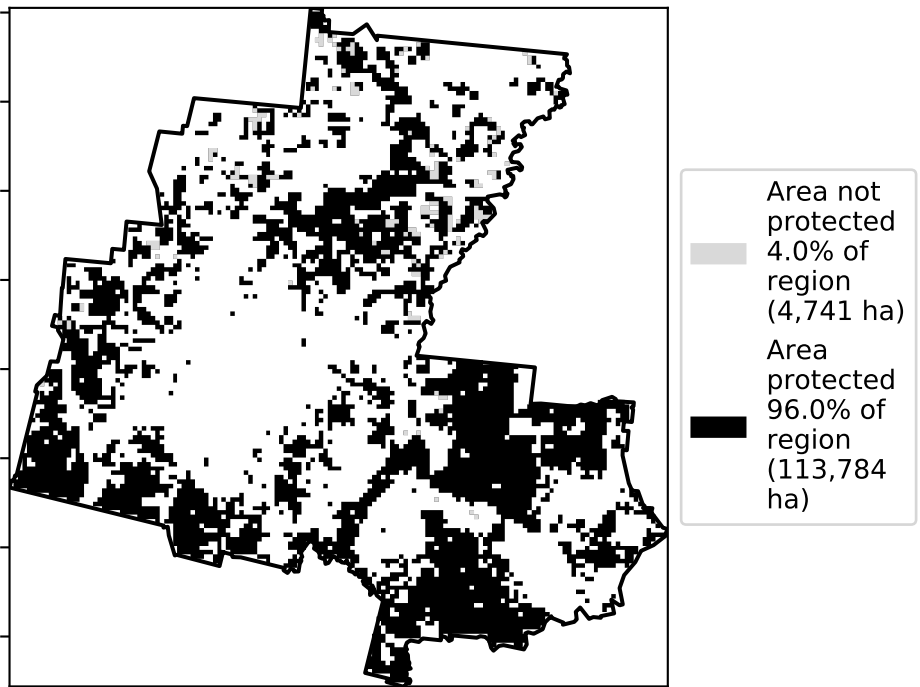 Area not
protected
4.0% of
region
(4,741 ha)
Area
protected
96.0% of
region
(113,784
ha)